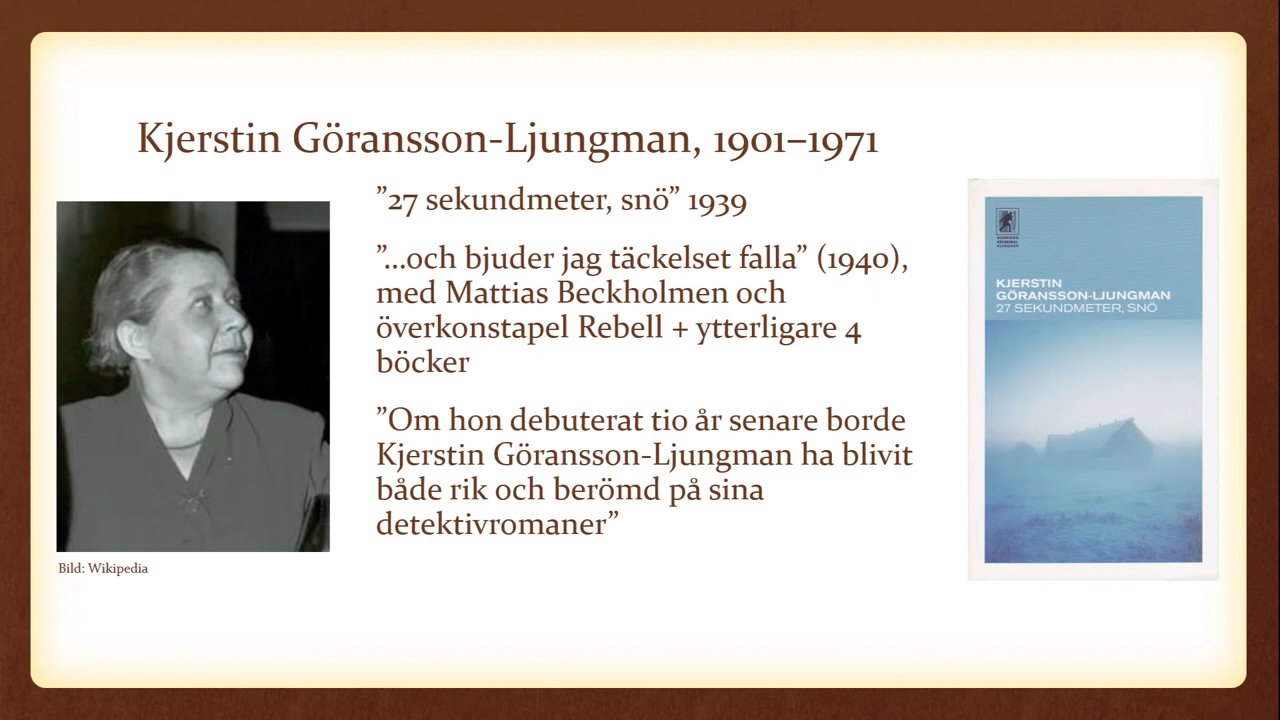 Kjerstin Göransson-Ljungman, 1901–1971
”27 sekundmeter, snö” 1939
”…och bjuder jag täckelset falla” (1940),
med Mattias Beckholmen och
överkonstapel Rebell + ytterligare 4
böcker
”Om hon debuterat tio år senare borde
Kjerstin Göransson-Ljungman ha blivit
både rik och berömd på sina
detektivromaner”
Bild: Wikipedia
KJERSTIN
GÖRANSSON-LJUNGMAN
27 SEKUNDMETER, SNÖ